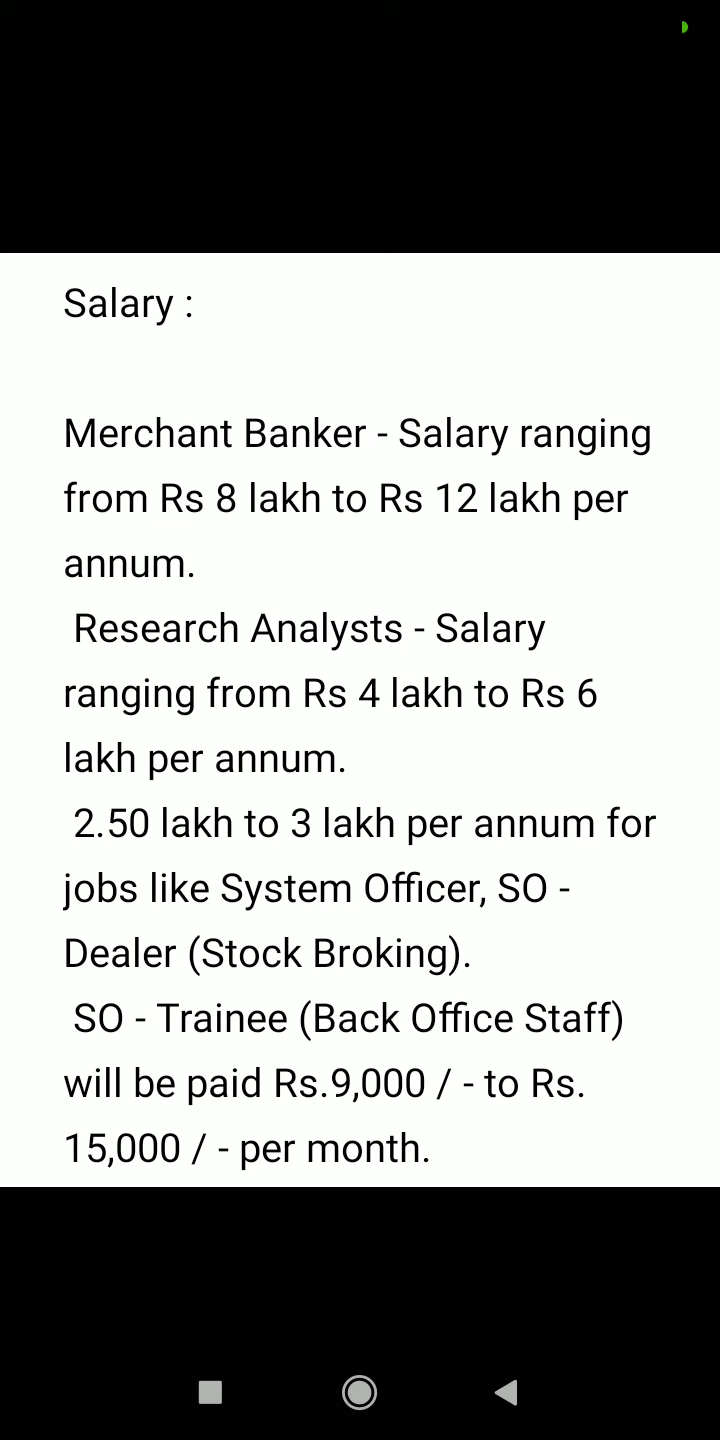 Salary :
Merchant Banker - Salary ranging
from Rs 8 lakh to Rs 12 lakh per
annum.
Research Analysts - Salary
ranging from Rs 4 lakh to Rs 6
lakh per annum.
2.50 lakh to 3 lakh per annum for
jobs like System Officer, SO -
Dealer (Stock Broking).
SO - Trainee (Back Office Staff)
will be paid Rs.9,000 / - to Rs.
15,000 / - per month.